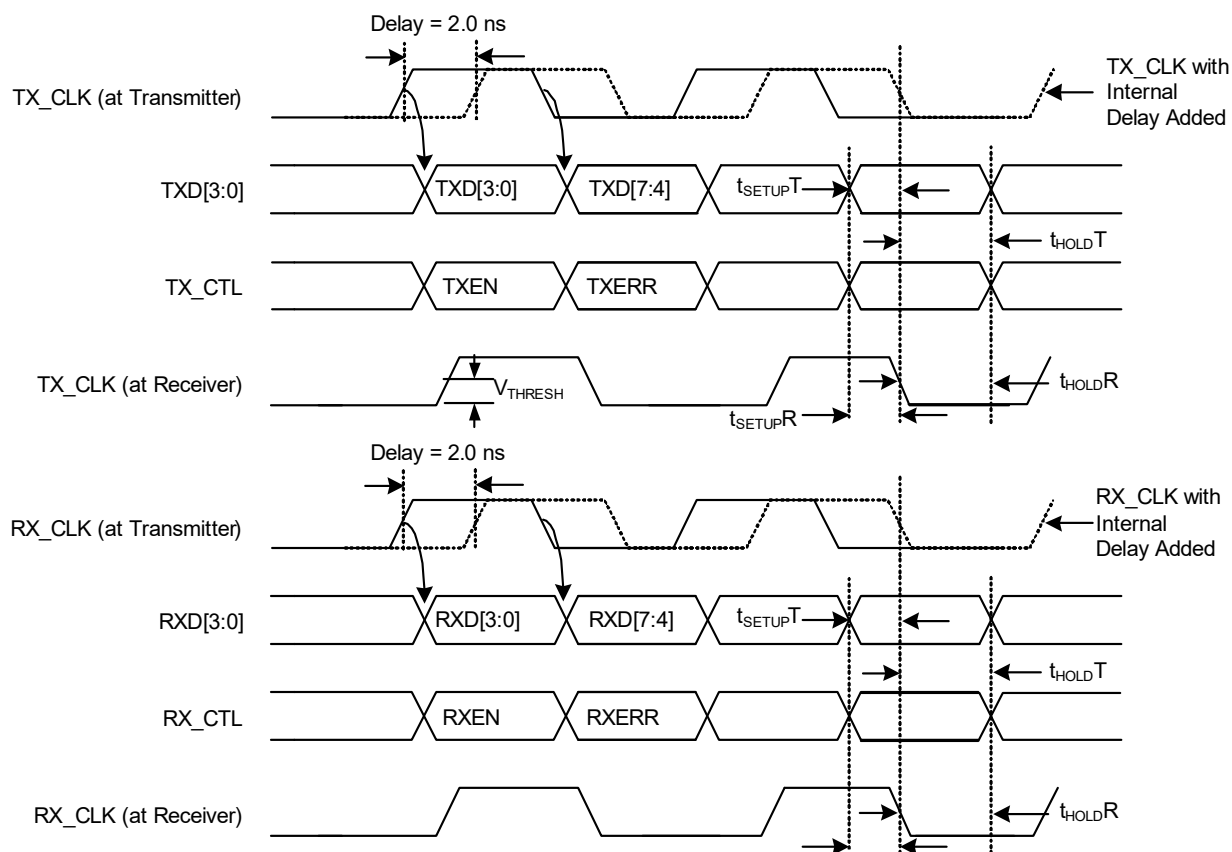 Delay = 2.0 ns
TX_CLK (at Transmitter)
TX_CLK with
Internal
Delay Added
TXD[3:0]
TXD[3:0]
TXD[7:4]
tSETUPT
tHOLDT
TX_CTL
TXEN
TXERR
TX_CLK (at Receiver)
VTHRESH
tHOLDR
tSETUPR
Delay = 2.0 ns
RX_CLK (at Transmitter)
RX_CLK with
Internal
Delay Added
RXD[3:0]
RXD[3:0]
RXD[7:4]
tSETUPT
tHOLDT
RX_CTL
RXEN
RXERR
RX_CLK (at Receiver)
tHOLDR